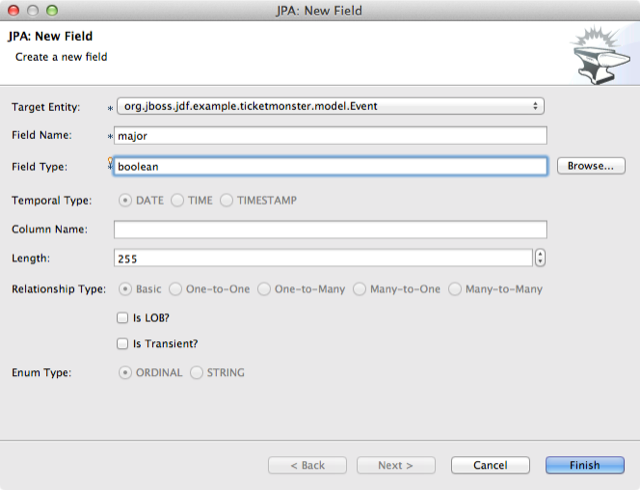 JPA: New Field
JPA: New Field
Create a new field
Target Entity: * org.jboss.jdf.example.ticketmonster.model.Event
Field Name: * major
Field Type: * boolean Browse...
Temporal Type: DATE TIME TIMESTAMP
Column Name:
Length: 255
Relationship Type: Basic One-to-One One-to-Many Many-to-One Many-to-Many
Is LOB?
Is Transient?
Enum Type: ORDINAL STRING
< Back Next > Cancel Finish